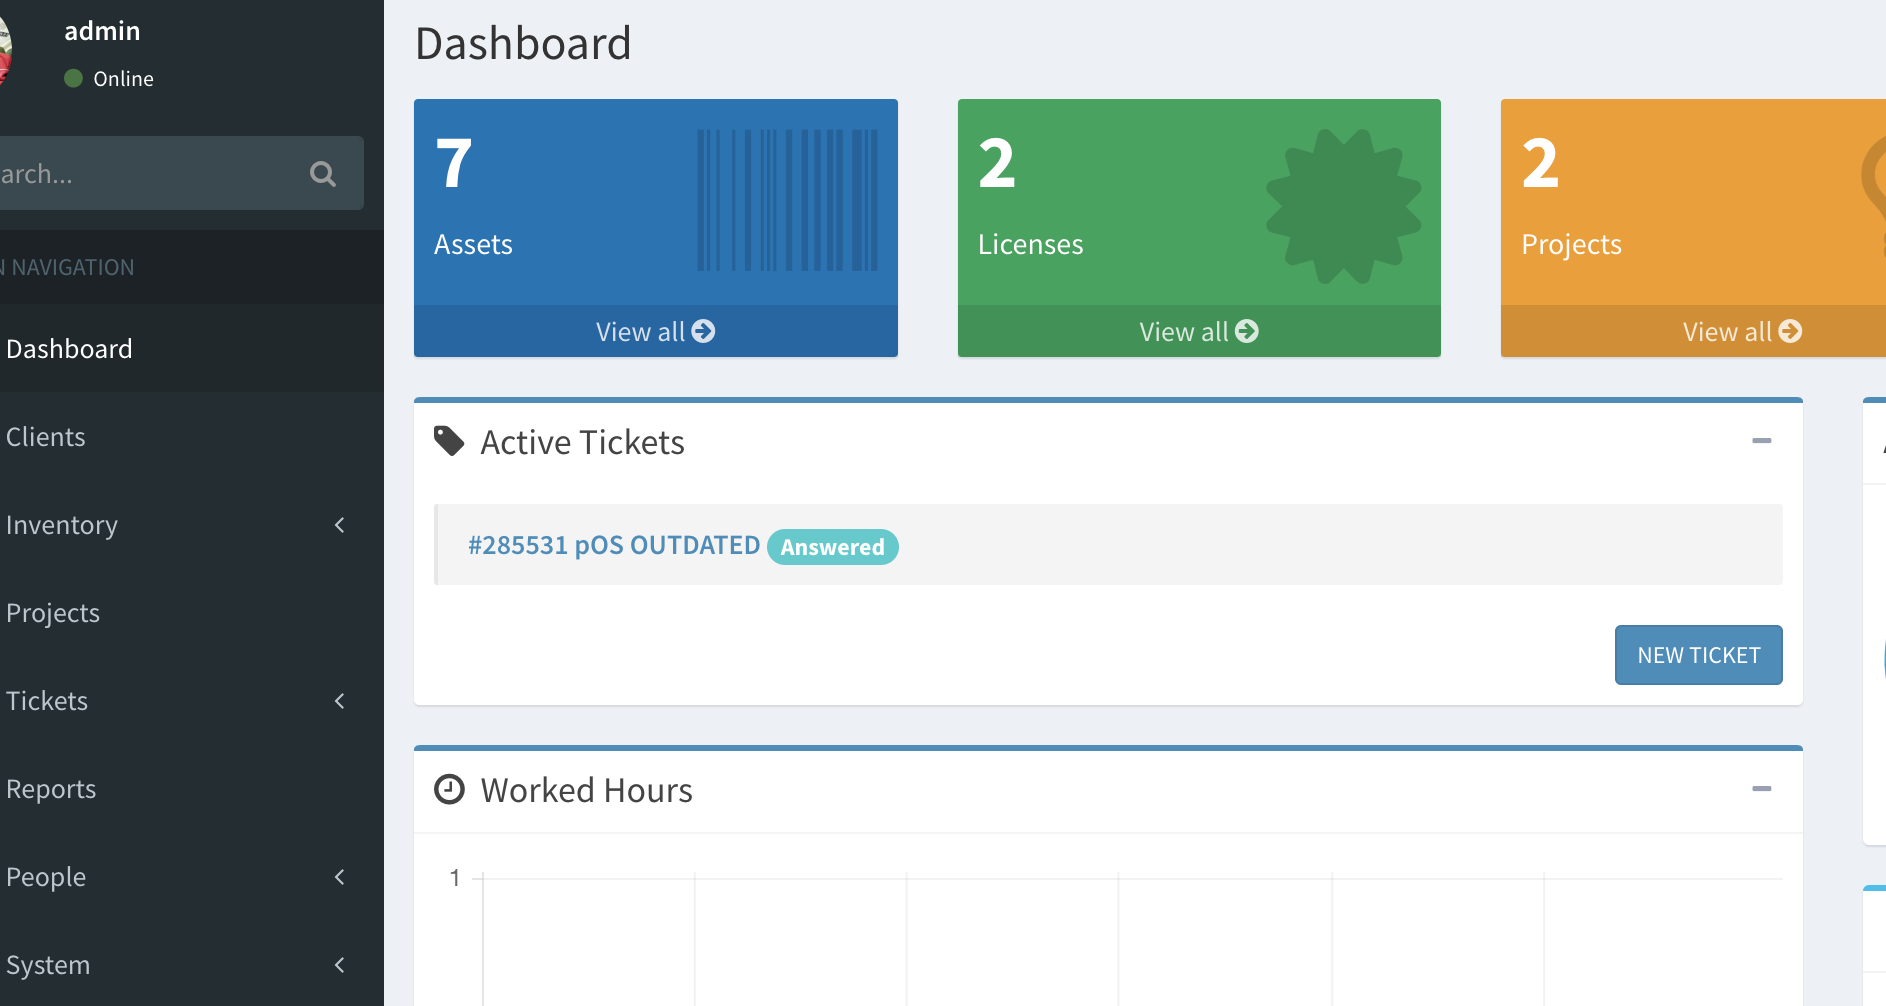 admin
Online
arch...
NAVIGATION
Dashboard
Clients
Inventory
Projects
Tickets
Reports
People
System
Dashboard
7
Assets
View all
2
Licenses
View all
2
Projects
View all
Active Tickets
#285531 pOS OUTDATED Answered
NEW TICKET
Worked Hours
1